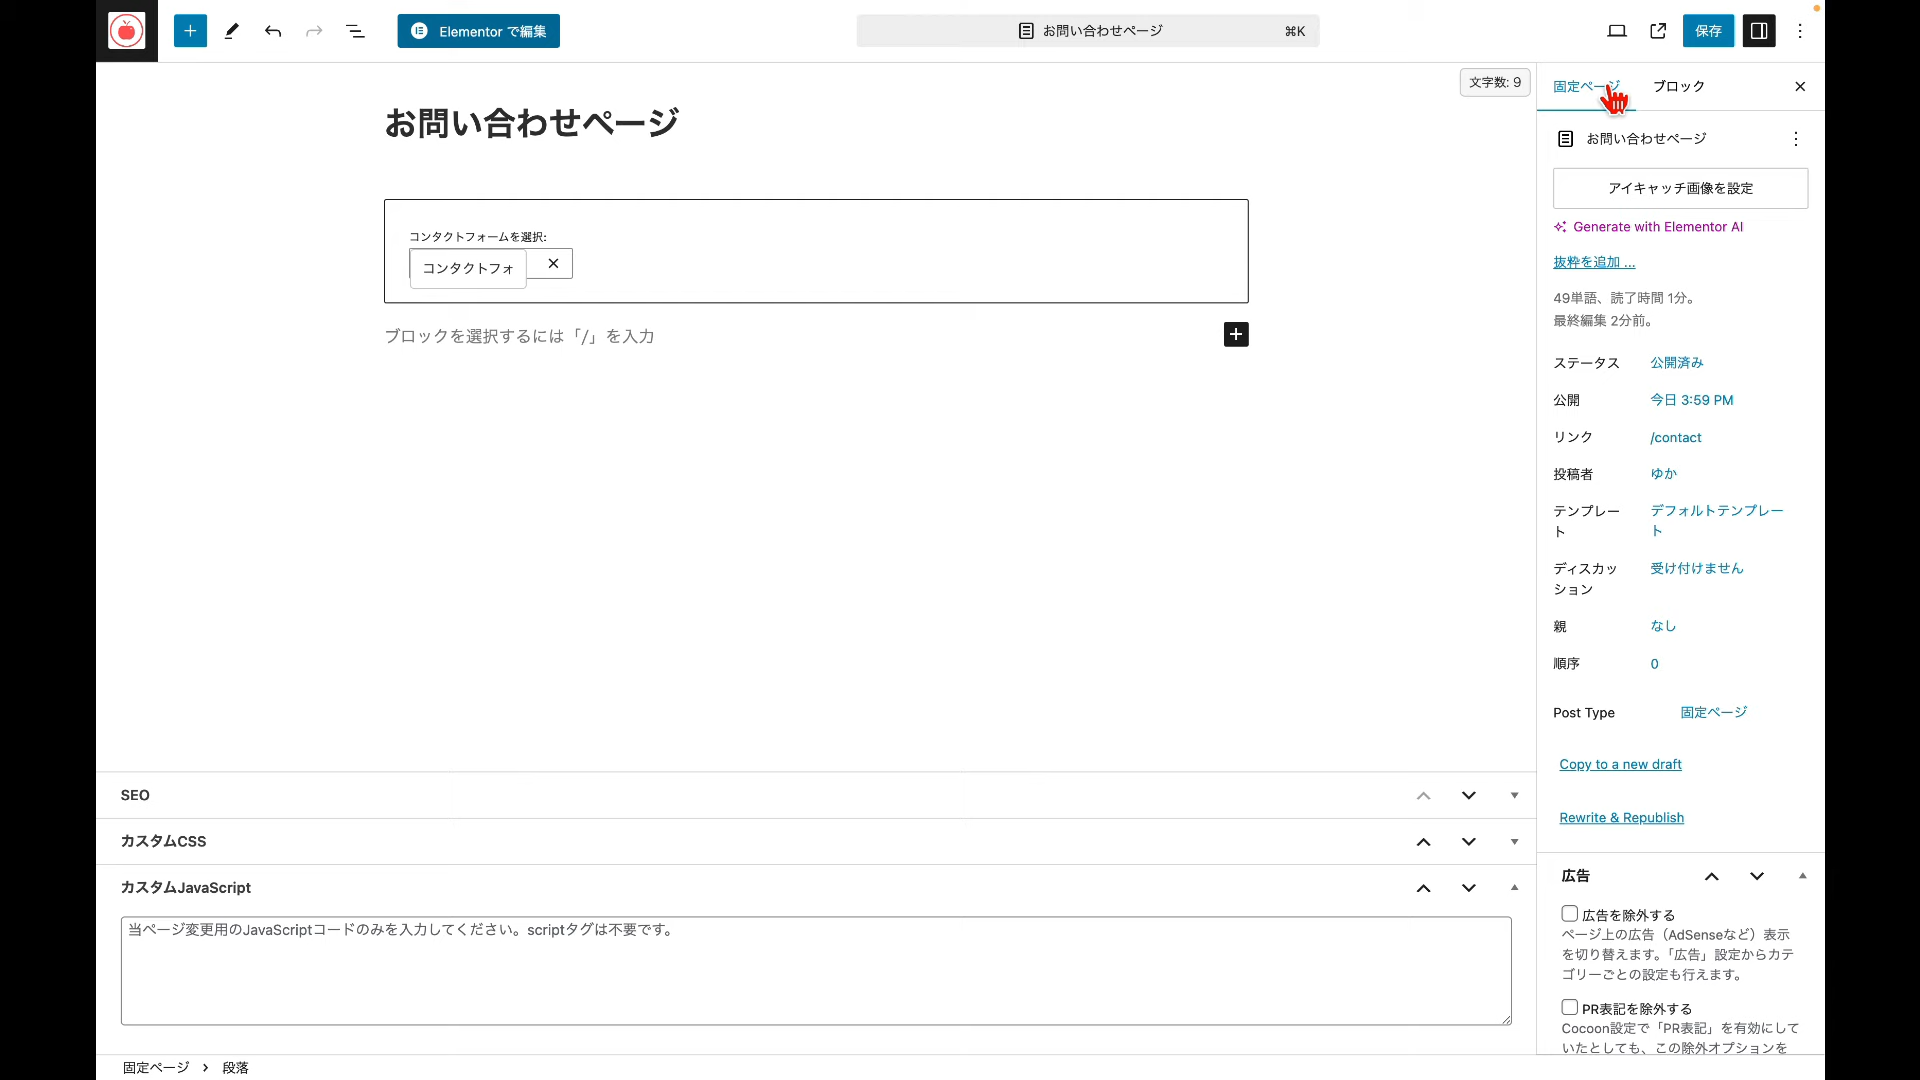 Elementor で編集
お問い合わせページ
⌘K
保存
文字数: 9
固定ページ
ブロック
お問い合わせページ
お問い合わせページ
アイキャッチ画像を設定
コンタクトフォームを選択:
コンタクトフォ
Generate with Elementor AI
抜粋を追加 ...
49単語、読了時間 1分。
最終編集 2分前。
ブロックを選択するには「/」を入力
ステータス 公開済み
公開 今日 3:59 PM
リンク /contact
投稿者 ゆか
テンプレー デフォルトテンプレー
ト ト
ディスカッ 受け付けません
ション
親 なし
順序 0
Post Type 固定ページ
Copy to a new draft
Rewrite & Republish
SEO
カスタムCSS
カスタムJavaScript
当ページ変更用のJavaScriptコードのみを入力してください。scriptタグは不要です。
広告
広告を除外する
ページ上の広告（AdSenseなど）表示
を切り替えます。「広告」設定からカテ
ゴリーごとの設定も行えます。
PR表記を除外する
Cocoon設定で「PR表記」を有効にして
いたとしても、この除外オプションを
固定ページ › 段落